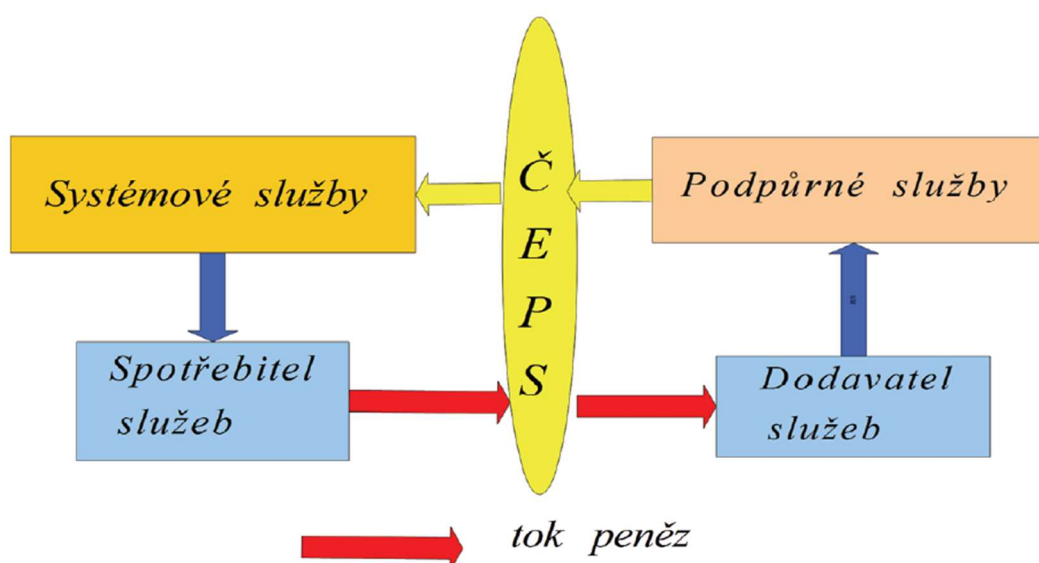 Systémové služby
Č
E
P
S
Podpůrné služby
Spotřebitel
služeb
Dodavatel
služeb
tok peněz